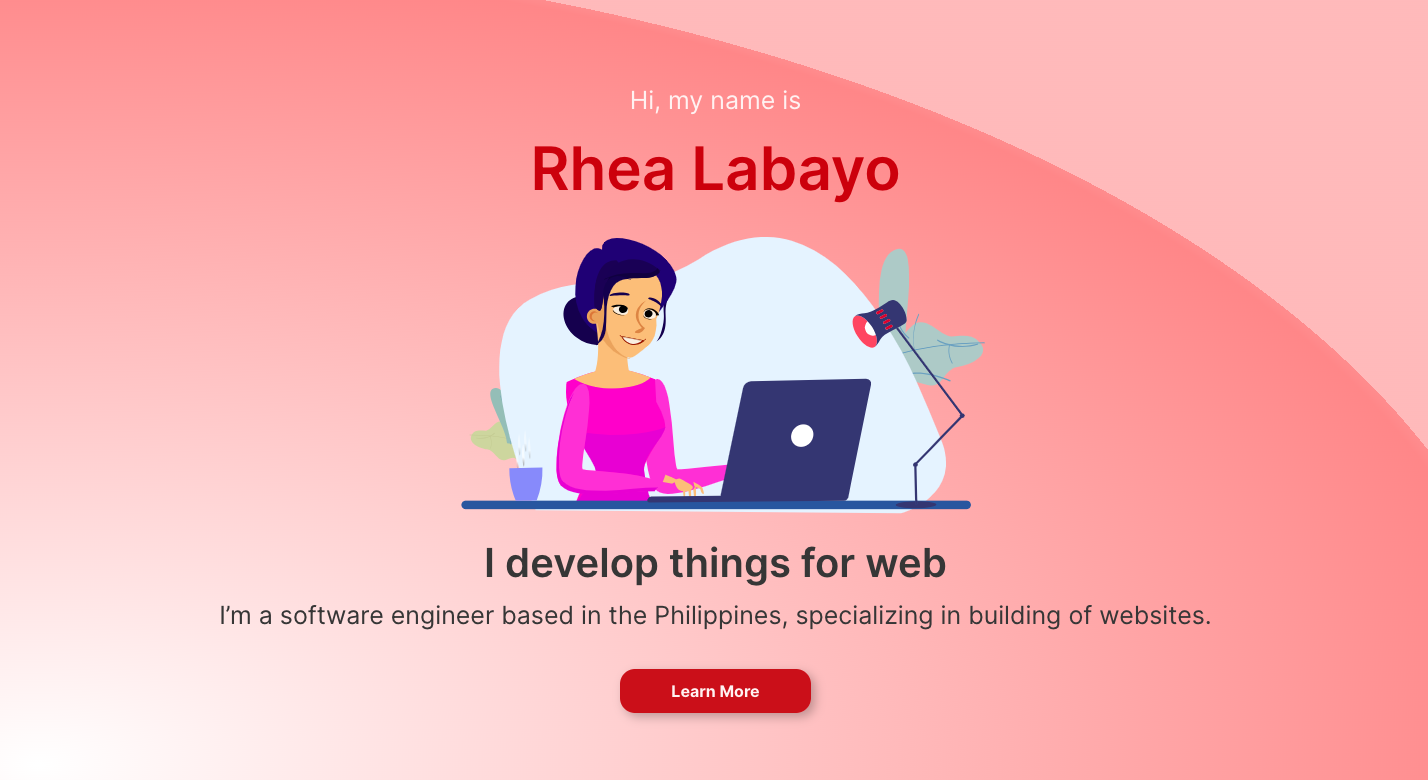 Hi, my name is
Rhea Labayo
I develop things for web
I’m a software engineer based in the Philippines, specializing in building of websites.
Learn More